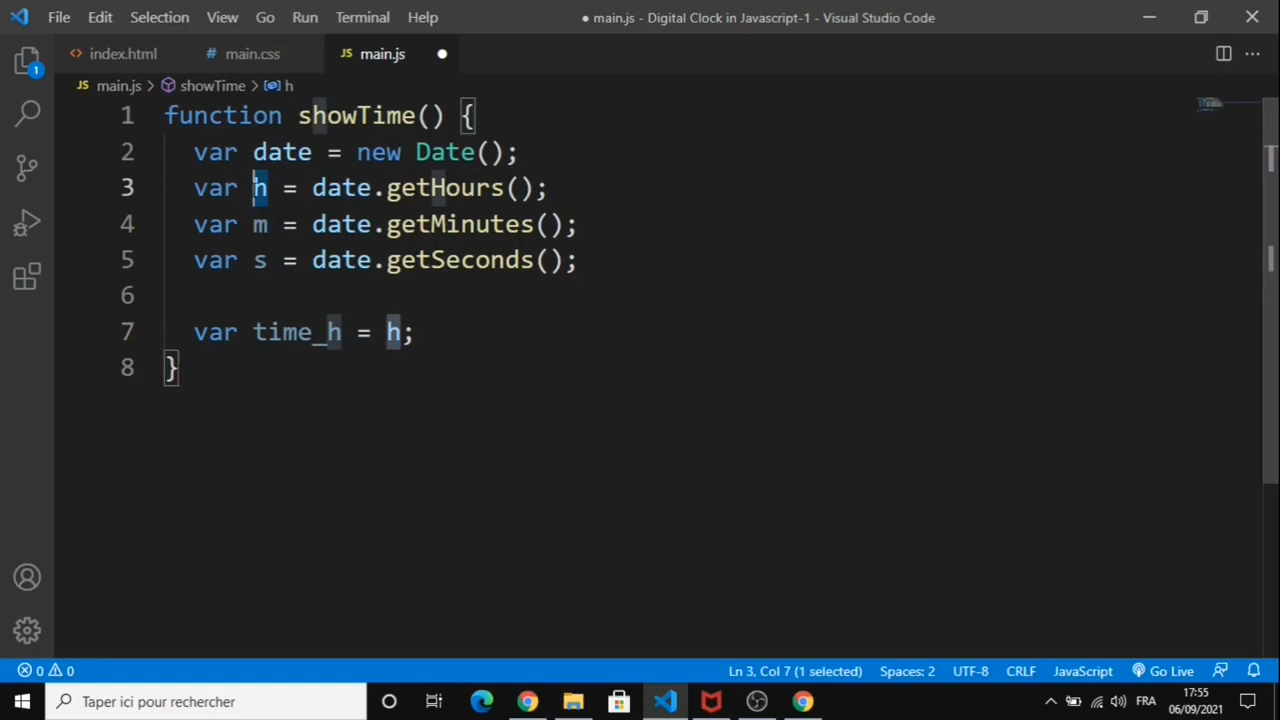 File Edit Selection View Go Run Terminal Help ● main.js - Digital Clock in Javascript-1 - Visual Studio Code
<> index.html # main.css JS main.js ●
JS main.js > showTime > h
1 function showTime() {
2 var date = new Date();
3 var h = date.getHours();
4 var m = date.getMinutes();
5 var s = date.getSeconds();
6
7 var time_h = h;
8 }
1
0 0 Ln 3, Col 7 (1 selected) Spaces: 2 UTF-8 CRLF JavaScript Go Live
Taper ici pour rechercher FRA 17:55
06/09/2021